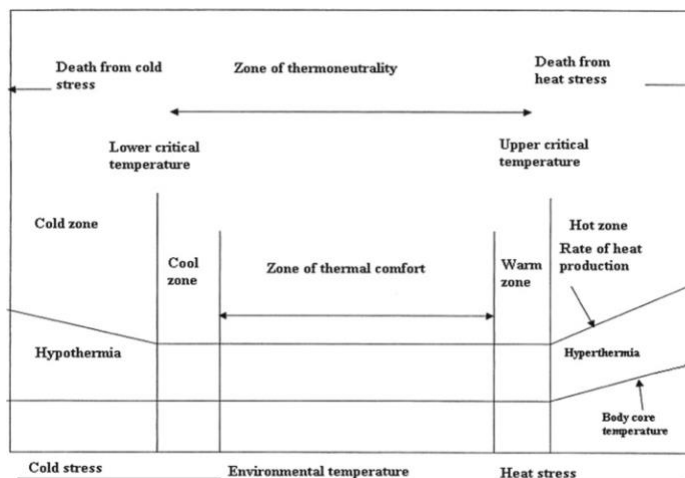 Death from cold
stress
Zone of thermoneutrality
Death from
heat stress
Lower critical
temperature
Upper critical
temperature
Cold zone
Hot zone
Rate of heat
production
Cool
zone
Zone of thermal comfort
Warm
zone
Hypothermia
Hyperthermia
Body core
temperature
Cold stress
Environmental temperature
Heat stress